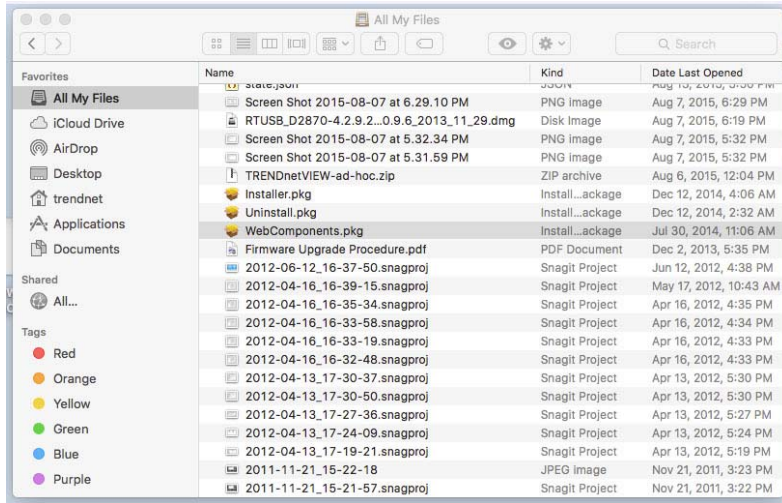 All My Files
Search
Favorites
All My Files
iCloud Drive
AirDrop
Desktop
trendnet
Applications
Documents
Shared
All...
Tags
Red
Orange
Yellow
Green
Blue
Purple
Name Kind Date Last Opened
state.json JSON Aug 13, 2015, 3:50 PM
Screen Shot 2015-08-07 at 6.29.10 PM PNG image Aug 7, 2015, 6:29 PM
RTUSB_D2870-4.2.9.2...0.9.6_2013_11_29.dmg Disk Image Aug 7, 2015, 6:19 PM
Screen Shot 2015-08-07 at 5.32.34 PM PNG image Aug 7, 2015, 5:32 PM
Screen Shot 2015-08-07 at 5.31.59 PM PNG image Aug 7, 2015, 5:32 PM
TRENDnetVIEW-ad-hoc.zip ZIP archive Aug 6, 2015, 12:04 PM
Installer.pkg Install...ackage Dec 12, 2014, 4:06 AM
Uninstall.pkg Install...ackage Dec 12, 2014, 2:32 AM
WebComponents.pkg Install...ackage Jul 30, 2014, 11:06 AM
Firmware Upgrade Procedure.pdf PDF Document Dec 2, 2013, 5:35 PM
2012-06-12_16-37-50.snagproj Snagit Project Jun 12, 2012, 4:38 PM
2012-04-16_16-39-15.snagproj Snagit Project May 17, 2012, 10:43 AM
2012-04-16_16-35-34.snagproj Snagit Project Apr 16, 2012, 4:35 PM
2012-04-16_16-33-58.snagproj Snagit Project Apr 16, 2012, 4:34 PM
2012-04-16_16-33-19.snagproj Snagit Project Apr 16, 2012, 4:33 PM
2012-04-16_16-32-48.snagproj Snagit Project Apr 16, 2012, 4:33 PM
2012-04-13_17-30-37.snagproj Snagit Project Apr 13, 2012, 5:30 PM
2012-04-13_17-30-50.snagproj Snagit Project Apr 13, 2012, 5:30 PM
2012-04-13_17-27-36.snagproj Snagit Project Apr 13, 2012, 5:27 PM
2012-04-13_17-24-09.snagproj Snagit Project Apr 13, 2012, 5:24 PM
2012-04-13_17-19-21.snagproj Snagit Project Apr 13, 2012, 5:19 PM
2011-11-21_15-22-18 JPEG image Nov 21, 2011, 3:23 PM
2011-11-21_15-21-57.snagproj Snagit Project Nov 21, 2011, 3:22 PM